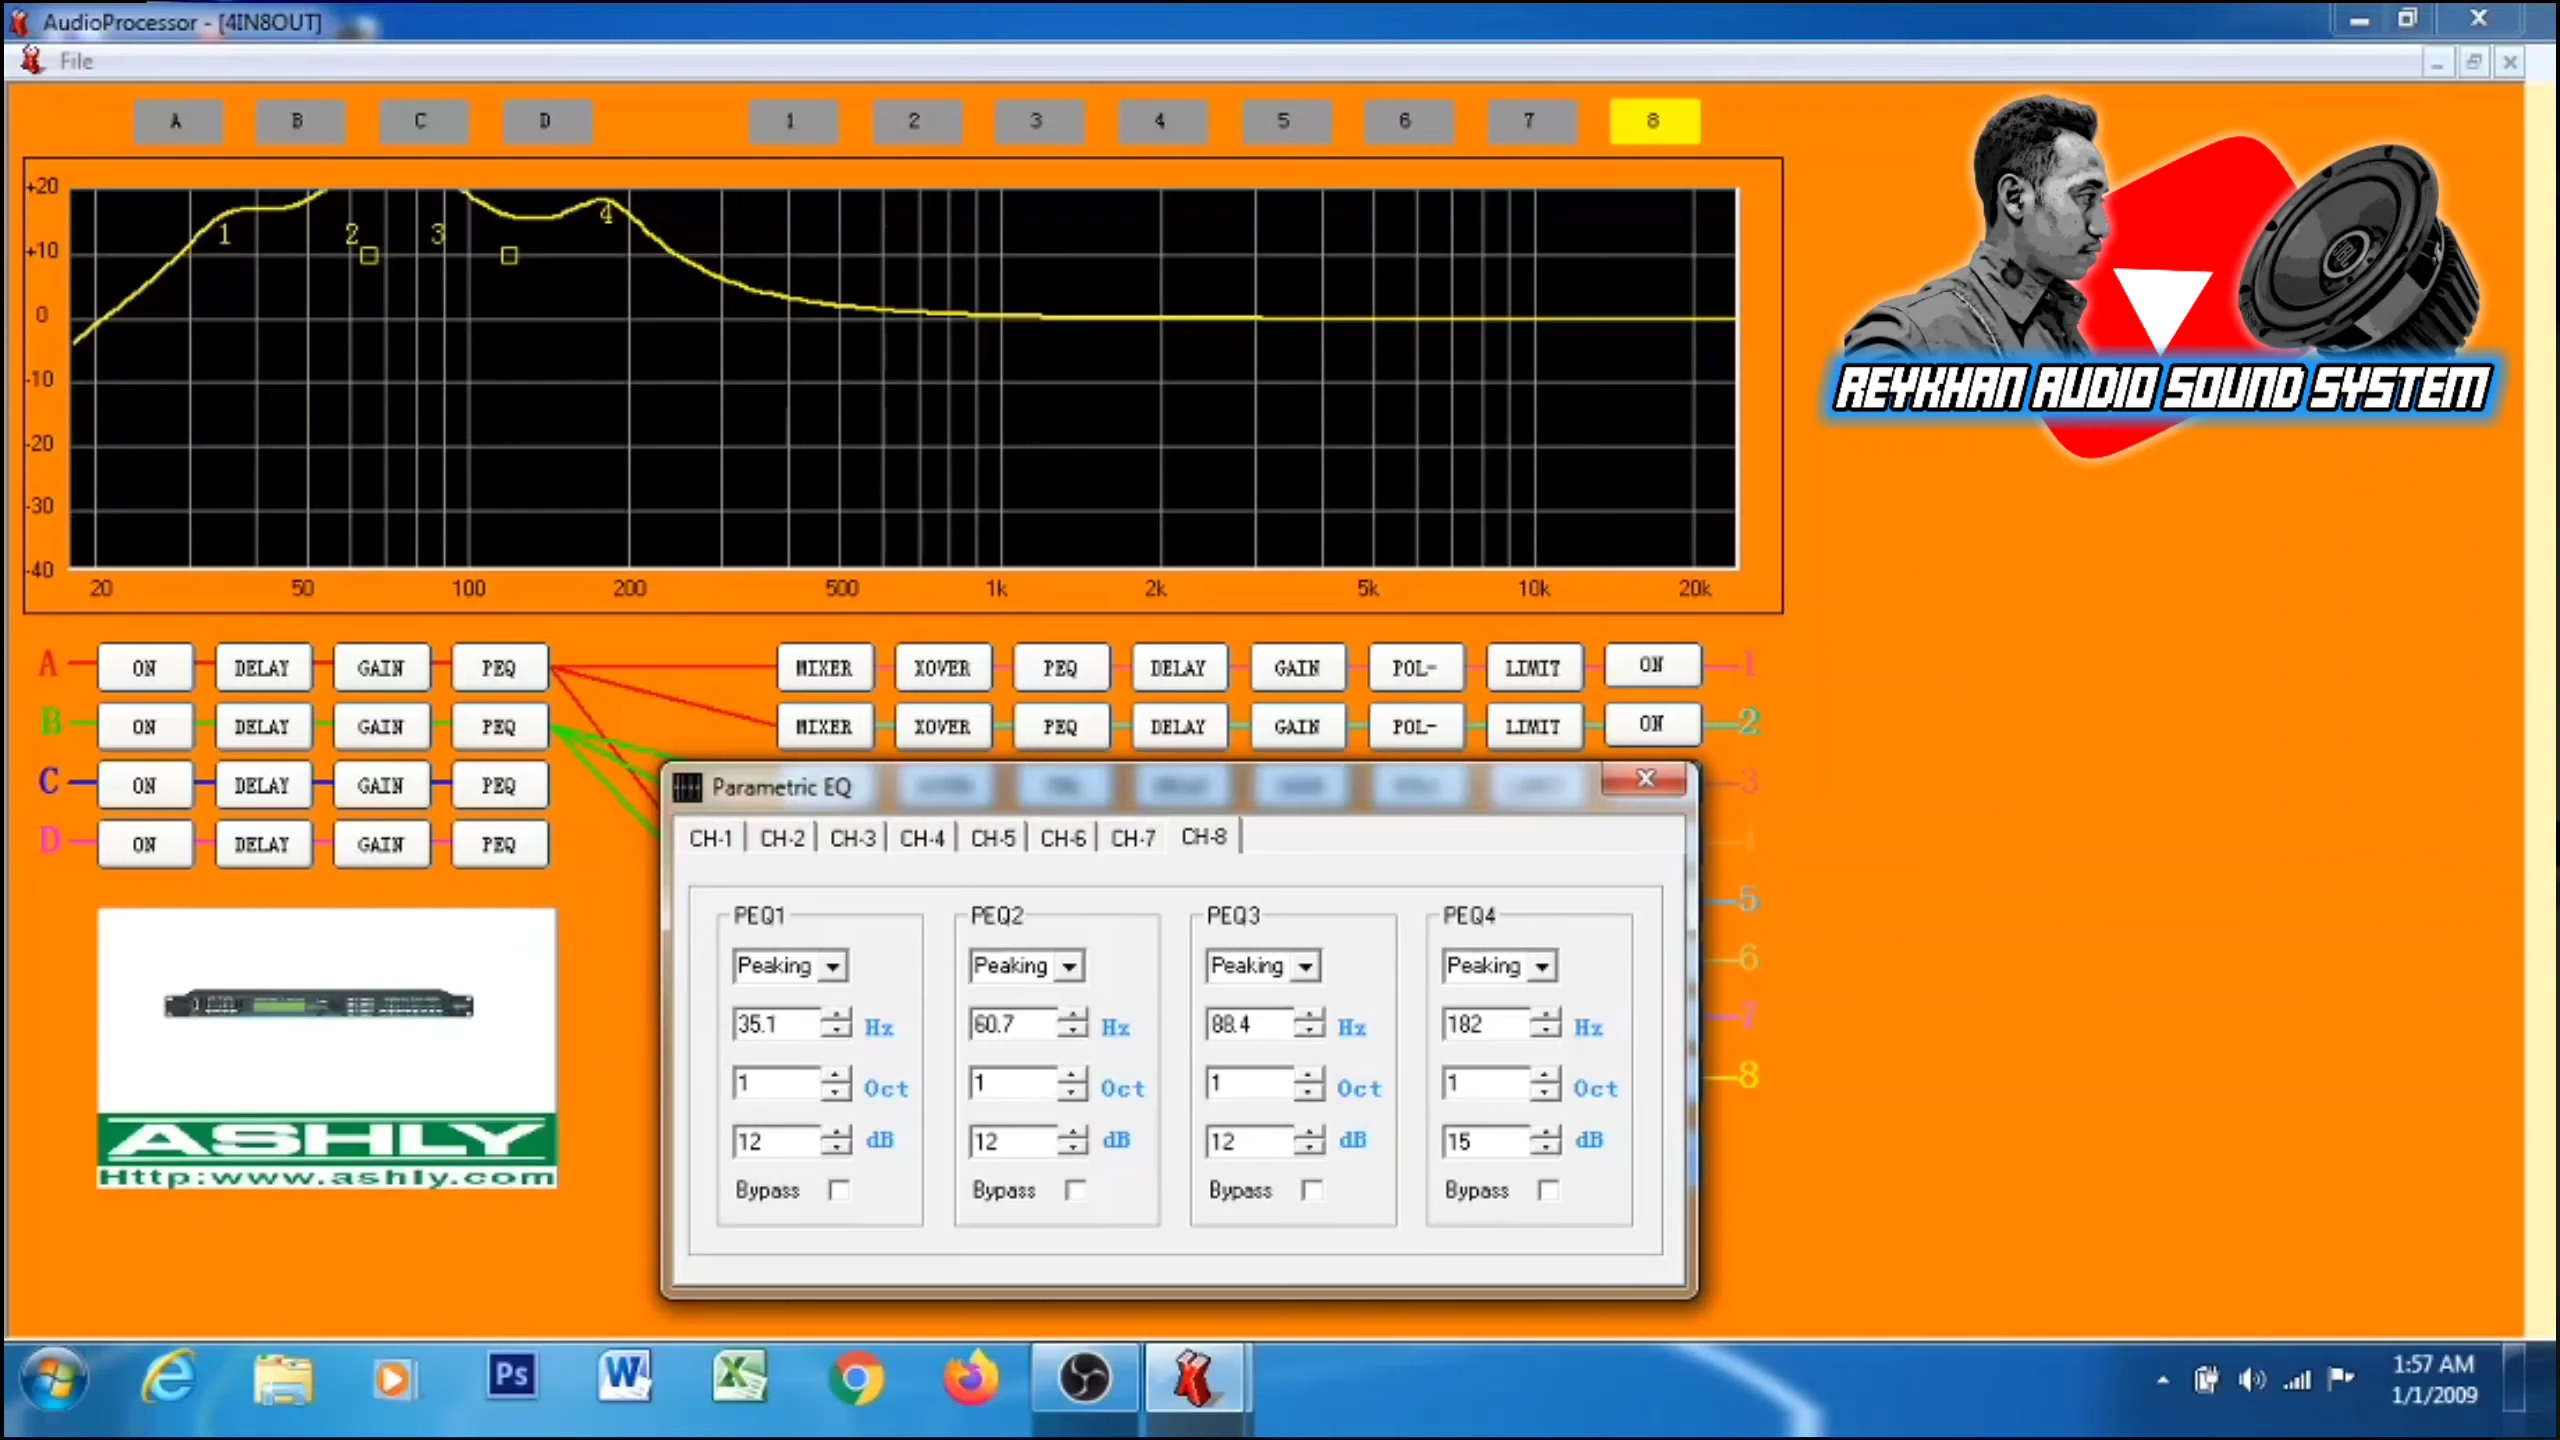 AudioProcessor - [4IN8OUT]
File
A B C D 1 2 3 4 5 6 7 8
+20
+10
0
-10
-20
-30
-40
1 2 3 4
20 50 100 200 500 1k 2k 5k 10k 20k
JBL
REYKHAN AUDIO SOUND SYSTEM
A ON DELAY GAIN PEQ MIXER XOVER PEQ DELAY GAIN POL- LIMIT ON 1
B ON DELAY GAIN PEQ MIXER XOVER PEQ DELAY GAIN POL- LIMIT ON 2
C ON DELAY GAIN PEQ 3
D ON DELAY GAIN PEQ
5
6
7
8
Parametric EQ
CH-1 CH-2 CH-3 CH-4 CH-5 CH-6 CH-7 CH-8
PEQ1 PEQ2 PEQ3 PEQ4
Peaking Peaking Peaking Peaking
35.1 Hz 60.7 Hz 88.4 Hz 182 Hz
1 Oct 1 Oct 1 Oct 1 Oct
12 dB 12 dB 12 dB 15 dB
Bypass Bypass Bypass Bypass
ASHLY
Http:www.ashly.com
Ps
1:57 AM
1/1/2009